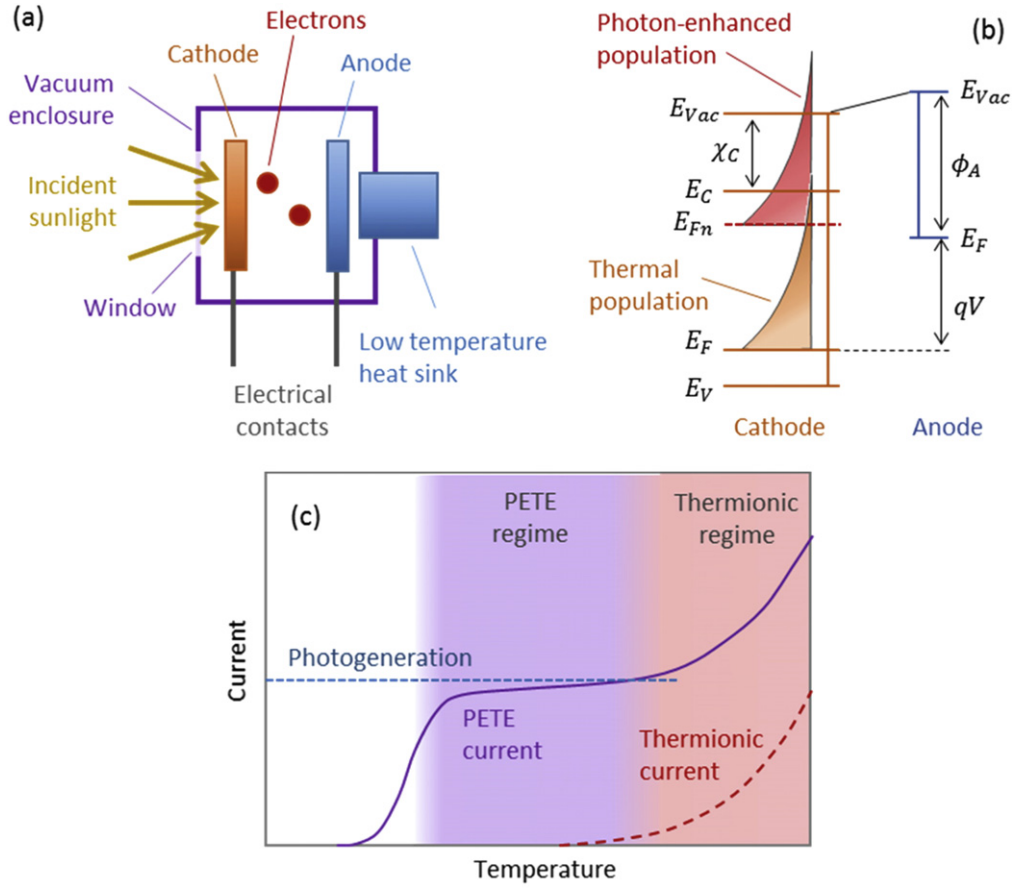 (a)
Electrons
Cathode
Anode
Vacuum
enclosure
Incident
sunlight
Window
Low temperature
heat sink
Electrical
contacts
(b)
Photon-enhanced
population
E_Vac
E_Vac
χ_C
ϕ_A
E_C
E_Fn
E_F
Thermal
population
qV
E_F
E_V
Cathode
Anode
(c)
PETE
regime
Thermionic
regime
Photogeneration
PETE
current
Thermionic
current
Current
Temperature